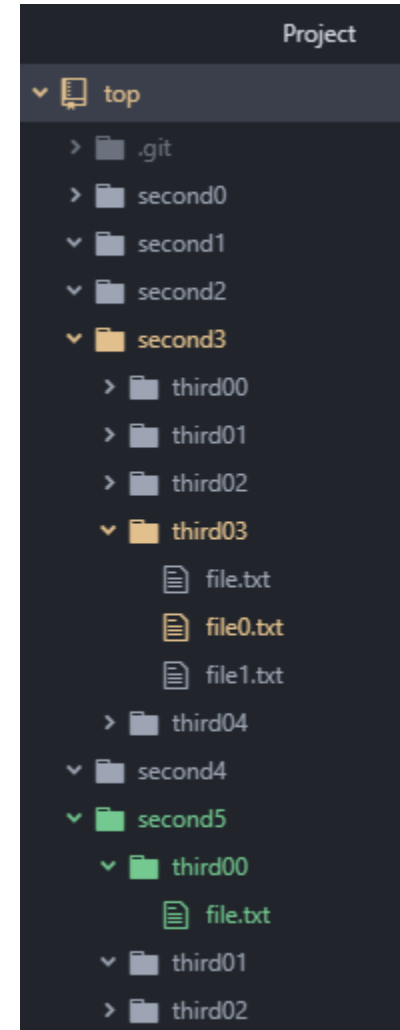 Project
top
.git
second0
second1
second2
second3
third00
third01
third02
third03
file.txt
file0.txt
file1.txt
third04
second4
second5
third00
file.txt
third01
third02